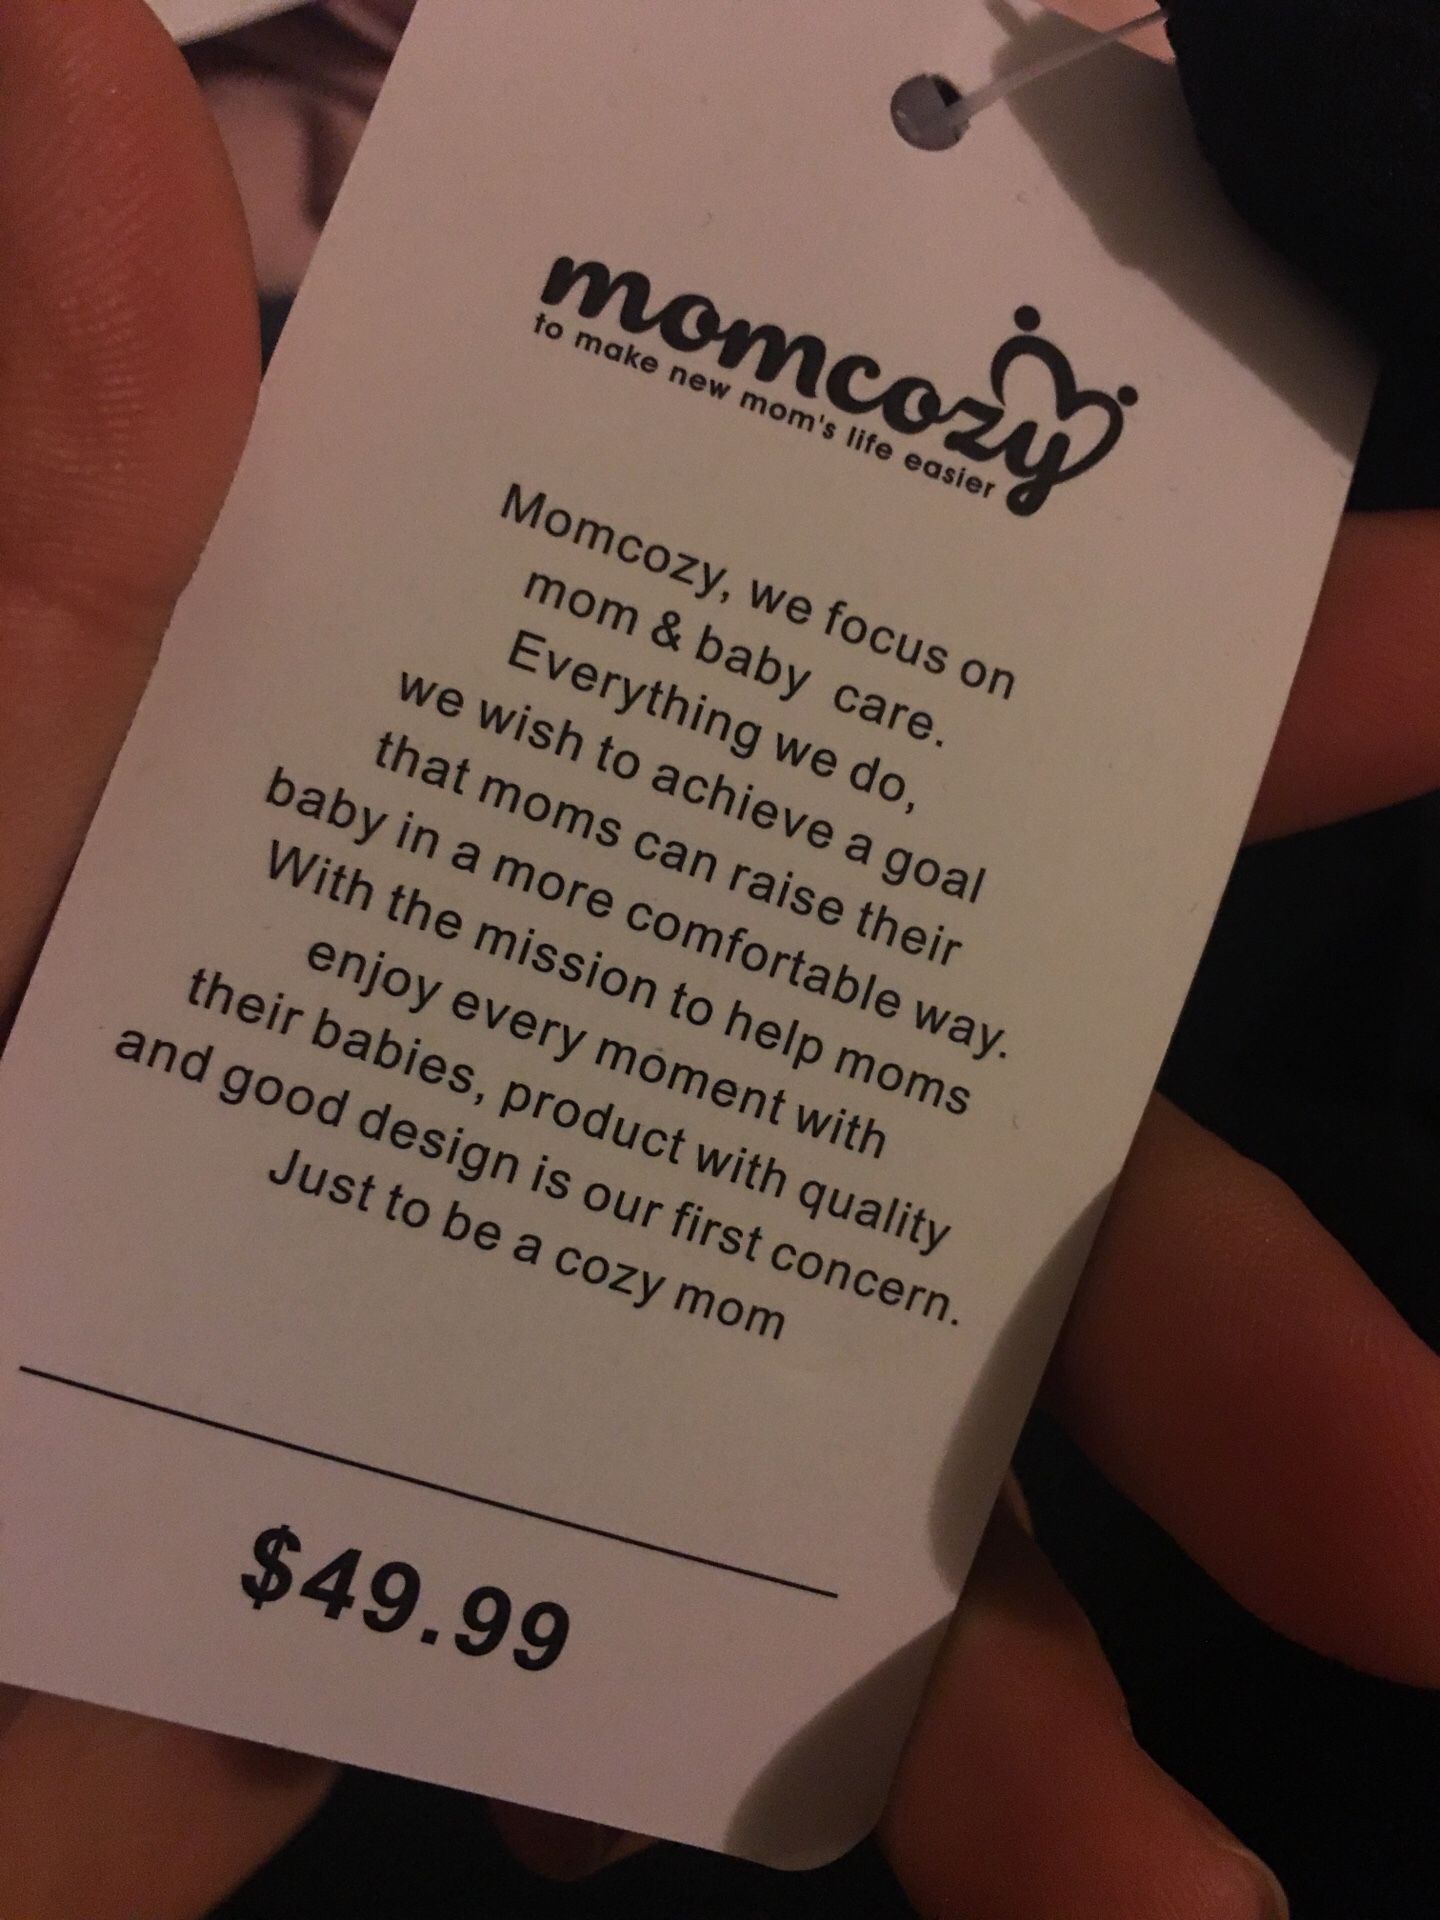 momcozy
to make new mom's life easier
Momcozy, we focus on
mom & baby care.
Everything we do,
we wish to achieve a goal
that moms can raise their
baby in a more comfortable way.
With the mission to help moms
enjoy every moment with
their babies, product with quality
and good design is our first concern.
Just to be a cozy mom
$49.99